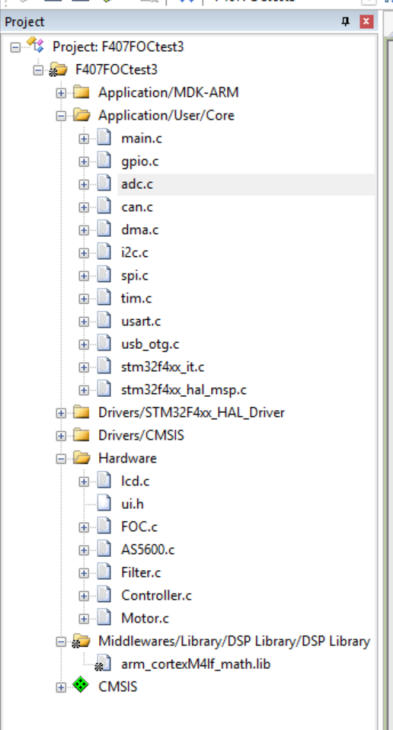 Project
Project: F407FOCtest3
F407FOCtest3
Application/MDK-ARM
Application/User/Core
main.c
gpio.c
adc.c
can.c
dma.c
i2c.c
spi.c
tim.c
usart.c
usb_otg.c
stm32f4xx_it.c
stm32f4xx_hal_msp.c
Drivers/STM32F4xx_HAL_Driver
Drivers/CMSIS
Hardware
lcd.c
ui.h
FOC.c
AS5600.c
Filter.c
Controller.c
Motor.c
Middlewares/Library/DSP Library/DSP Library
arm_cortexM4lf_math.lib
CMSIS